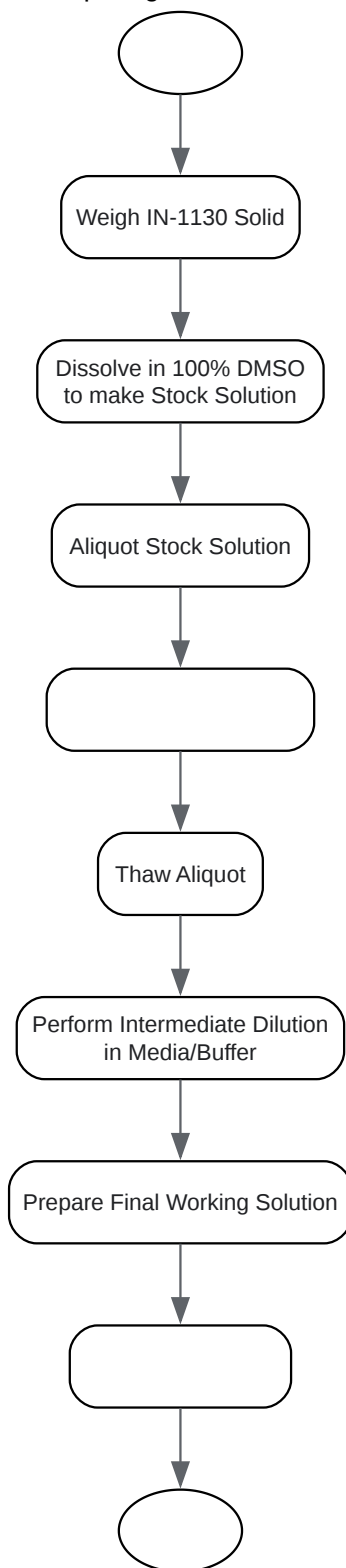 Weigh IN-1130 Solid
Dissolve in 100% DMSO
to make Stock Solution
Aliquot Stock Solution
Thaw Aliquot
Perform Intermediate Dilution
in Media/Buffer
Prepare Final Working Solution